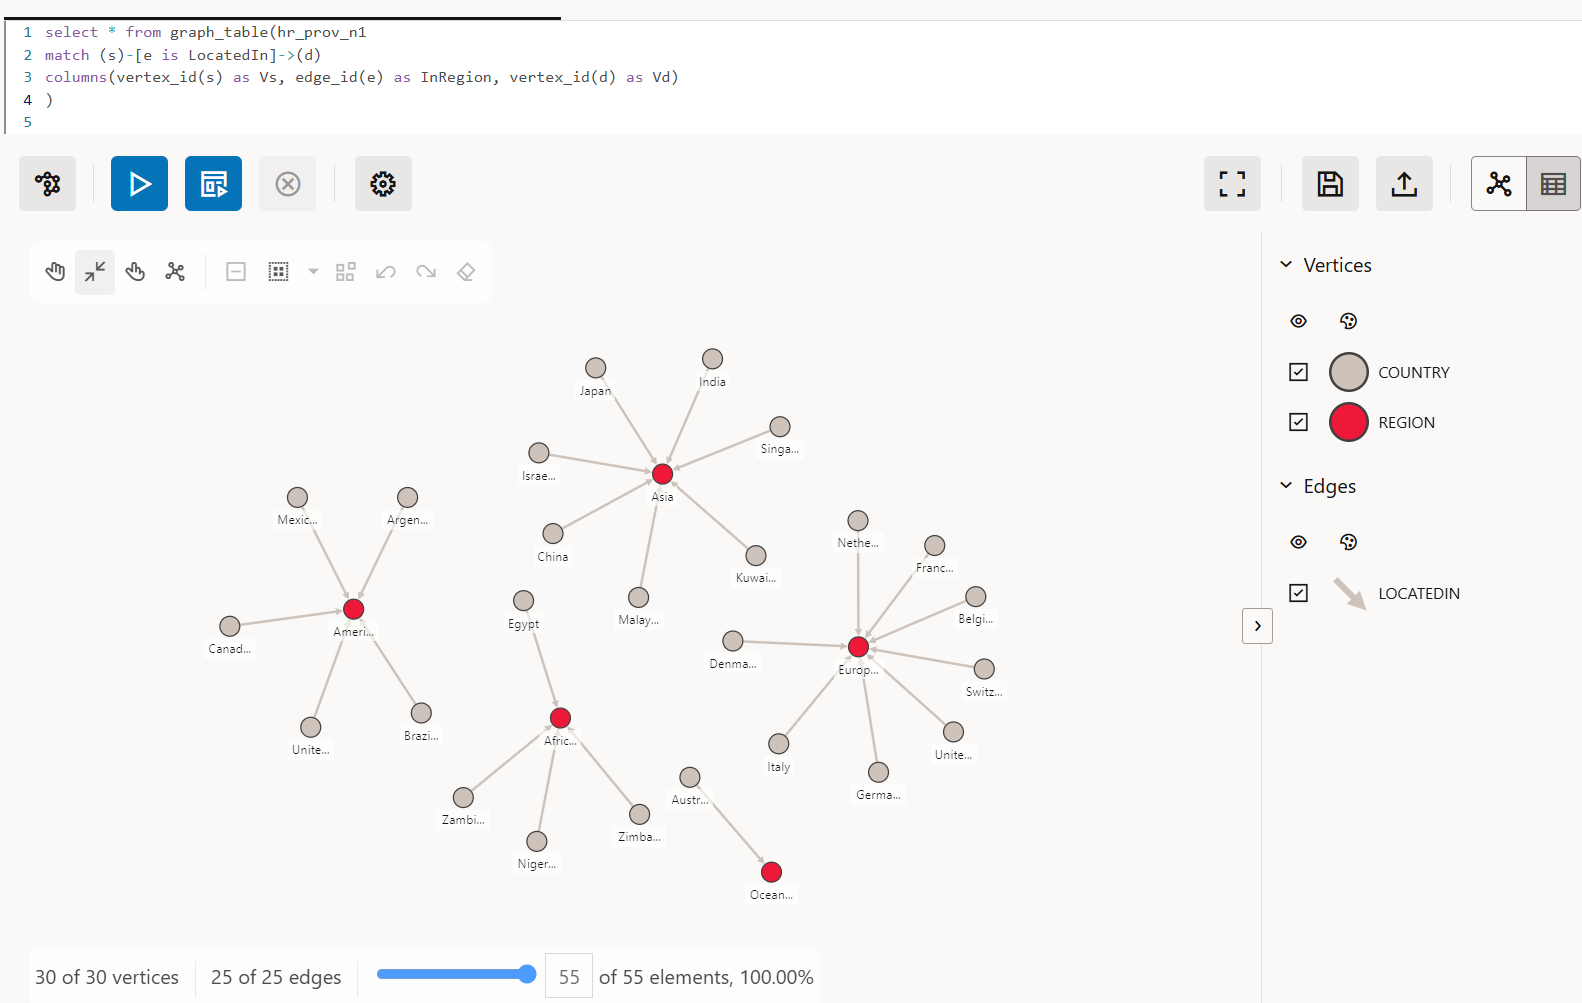 1 select * from graph_table(hr_prov_n1
2 match (s)-[e is LocatedIn]->(d)
3 columns(vertex_id(s) as Vs, edge_id(e) as InRegion, vertex_id(d) as Vd)
4 )
5
Vertices
COUNTRY
REGION
Edges
LOCATEDIN
Japan
India
Singa...
Israe...
Asia
Mexic...
Argen...
China
Nethe...
Franc...
Kuwai...
Malay...
Egypt
Belgi...
Ameri...
Canad...
Denma...
Europ...
Switz...
Brazi...
Afric...
Unite...
Unite...
Italy
Germa...
Austr...
Zambi...
Zimba...
Niger...
Ocean...
30 of 30 vertices
25 of 25 edges
55 of 55 elements, 100.00%